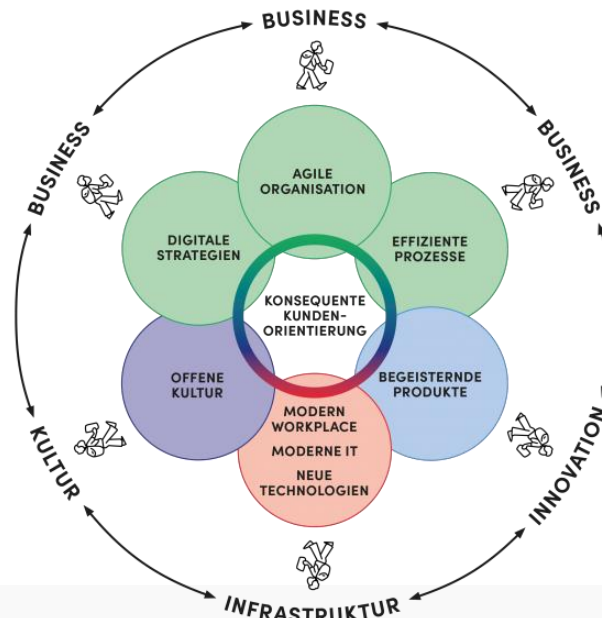 BUSINESS
BUSINESS
BUSINESS
AGILE
ORGANISATION
DIGITALE
STRATEGIEN
EFFIZIENTE
PROZESSE
KONSEQUENTE
KUNDEN-
ORIENTIERUNG
OFFENE
KULTUR
BEGEISTERNDE
PRODUKTE
MODERN
WORKPLACE
MODERNE IT
NEUE
TECHNOLOGIEN
KULTUR
INNOVATION
INFRASTRUKTUR